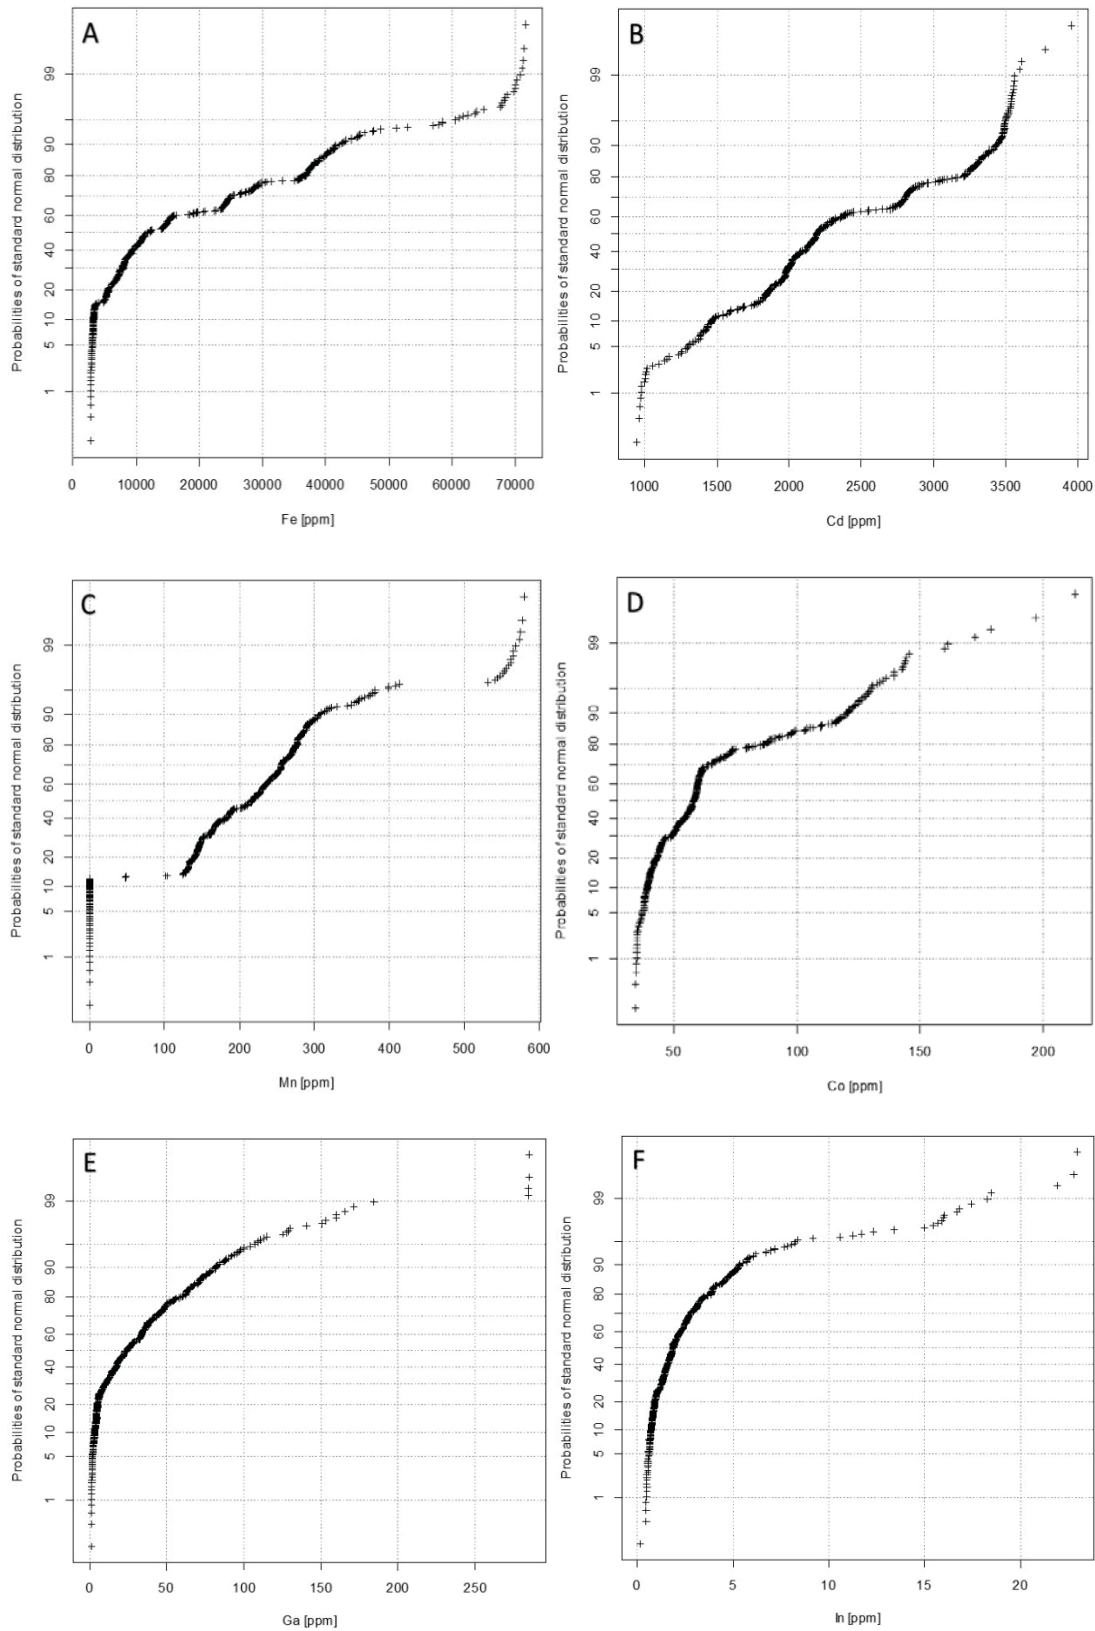 A
Probabilities of standard normal distribution
99
90
80
60
40
20
10
5
1
0 10000 20000 30000 40000 50000 60000 70000
Fe [ppm]
B
Probabilities of standard normal distribution
99
90
80
60
40
20
10
5
1
1000 1500 2000 2500 3000 3500 4000
Cd [ppm]
C
Probabilities of standard normal distribution
99
90
80
60
40
20
10
5
1
0 100 200 300 400 500 600
Mn [ppm]
D
Probabilities of standard normal distribution
99
90
80
60
40
20
10
5
1
50 100 150 200
Co [ppm]
E
Probabilities of standard normal distribution
99
90
80
60
40
20
10
5
1
0 50 100 150 200 250
Ga [ppm]
F
Probabilities of standard normal distribution
99
90
80
60
40
20
10
5
1
0 5 10 15 20
In [ppm]